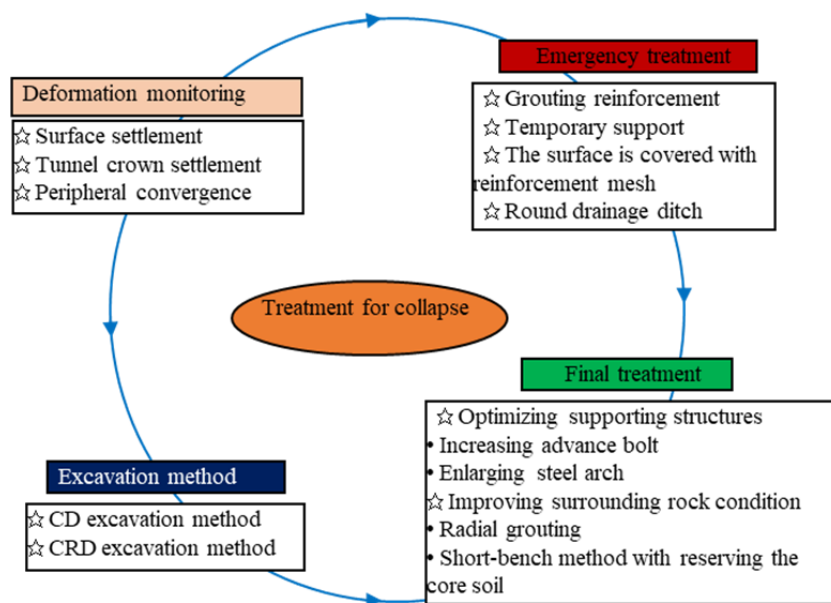 Deformation monitoring
☆ Surface settlement
☆ Tunnel crown settlement
☆ Peripheral convergence
Emergency treatment
☆ Grouting reinforcement
☆ Temporary support
☆ The surface is covered with
reinforcement mesh
☆ Round drainage ditch
Treatment for collapse
Final treatment
☆ Optimizing supporting structures
• Increasing advance bolt
• Enlarging steel arch
☆ Improving surrounding rock condition
• Radial grouting
• Short-bench method with reserving the
core soil
Excavation method
☆ CD excavation method
☆ CRD excavation method